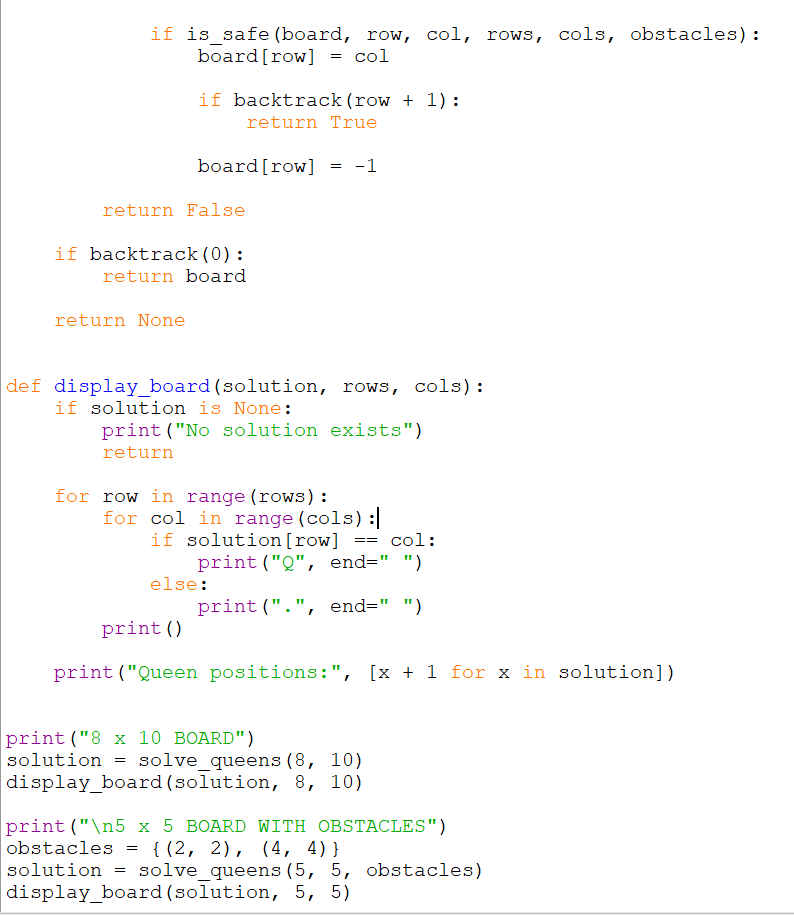 if is_safe(board, row, col, rows, cols, obstacles):
                board[row] = col

                if backtrack(row + 1):
                    return True

                board[row] = -1

        return False

    if backtrack(0):
        return board

    return None


def display_board(solution, rows, cols):
    if solution is None:
        print("No solution exists")
        return

    for row in range(rows):
        for col in range(cols):
            if solution[row] == col:
                print("Q", end=" ")
            else:
                print(".", end=" ")
        print()

    print("Queen positions:", [x + 1 for x in solution])


print("8 x 10 BOARD")
solution = solve_queens(8, 10)
display_board(solution, 8, 10)

print("\n5 x 5 BOARD WITH OBSTACLES")
obstacles = {(2, 2), (4, 4)}
solution = solve_queens(5, 5, obstacles)
display_board(solution, 5, 5)